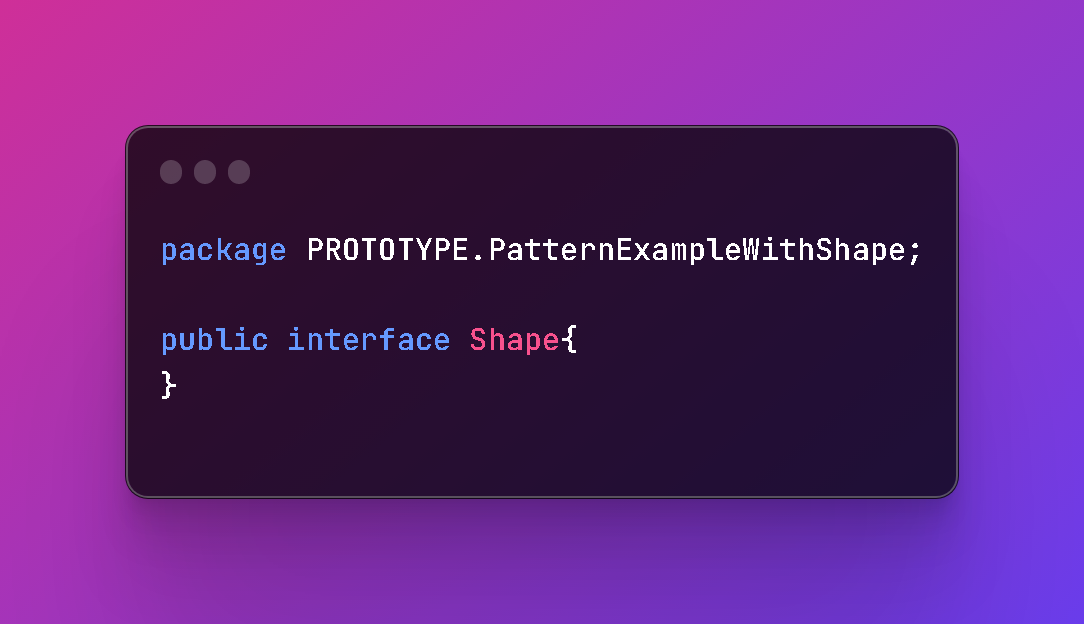 package PROTOTYPE.PatternExampleWithShape;
public interface Shape{
}